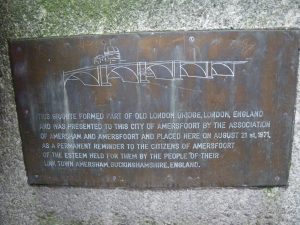 THIS GRANITE FORMED PART OF OLD LONDON BRIDGE, LONDON, ENGLAND
AND WAS PRESENTED TO THIS CITY OF AMERSFOORT BY THE ASSOCIATION
OF AMERSHAM AND AMERSFOORT AND PLACED HERE ON AUGUST 21st, 1971,
AS A PERMANENT REMINDER TO THE CITIZENS OF AMERSFOORT
OF THE ESTEEM HELD FOR THEM BY THE PEOPLE OF THEIR
LINK TOWN AMERSHAM, BUCKINGHAMSHIRE, ENGLAND.